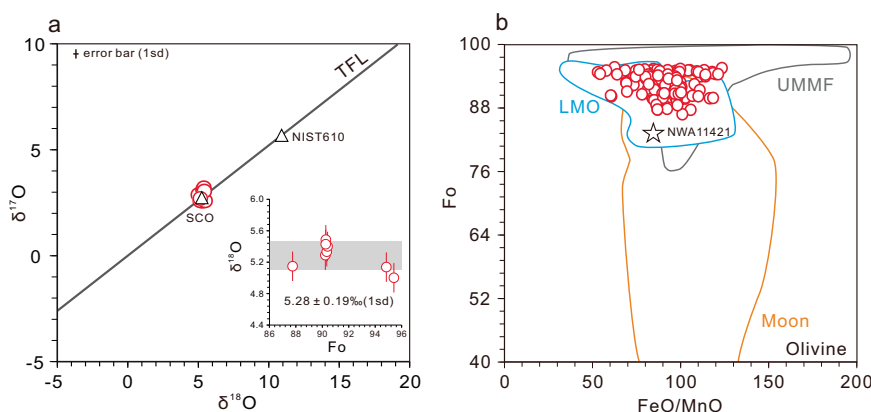 a
error bar (1sd)
TFL
NIST610
SCO
δ17O
10
5
0
-5
-5 0 5 10 15 20
δ18O
6.0
5.6
5.2
4.8
4.4
δ18O
5.28 ± 0.19‰(1sd)
86 88 90 92 94 96
Fo
b
UMMF
LMO
NWA11421
Moon
Olivine
Fo
100
88
76
64
52
40
0 50 100 150 200
FeO/MnO